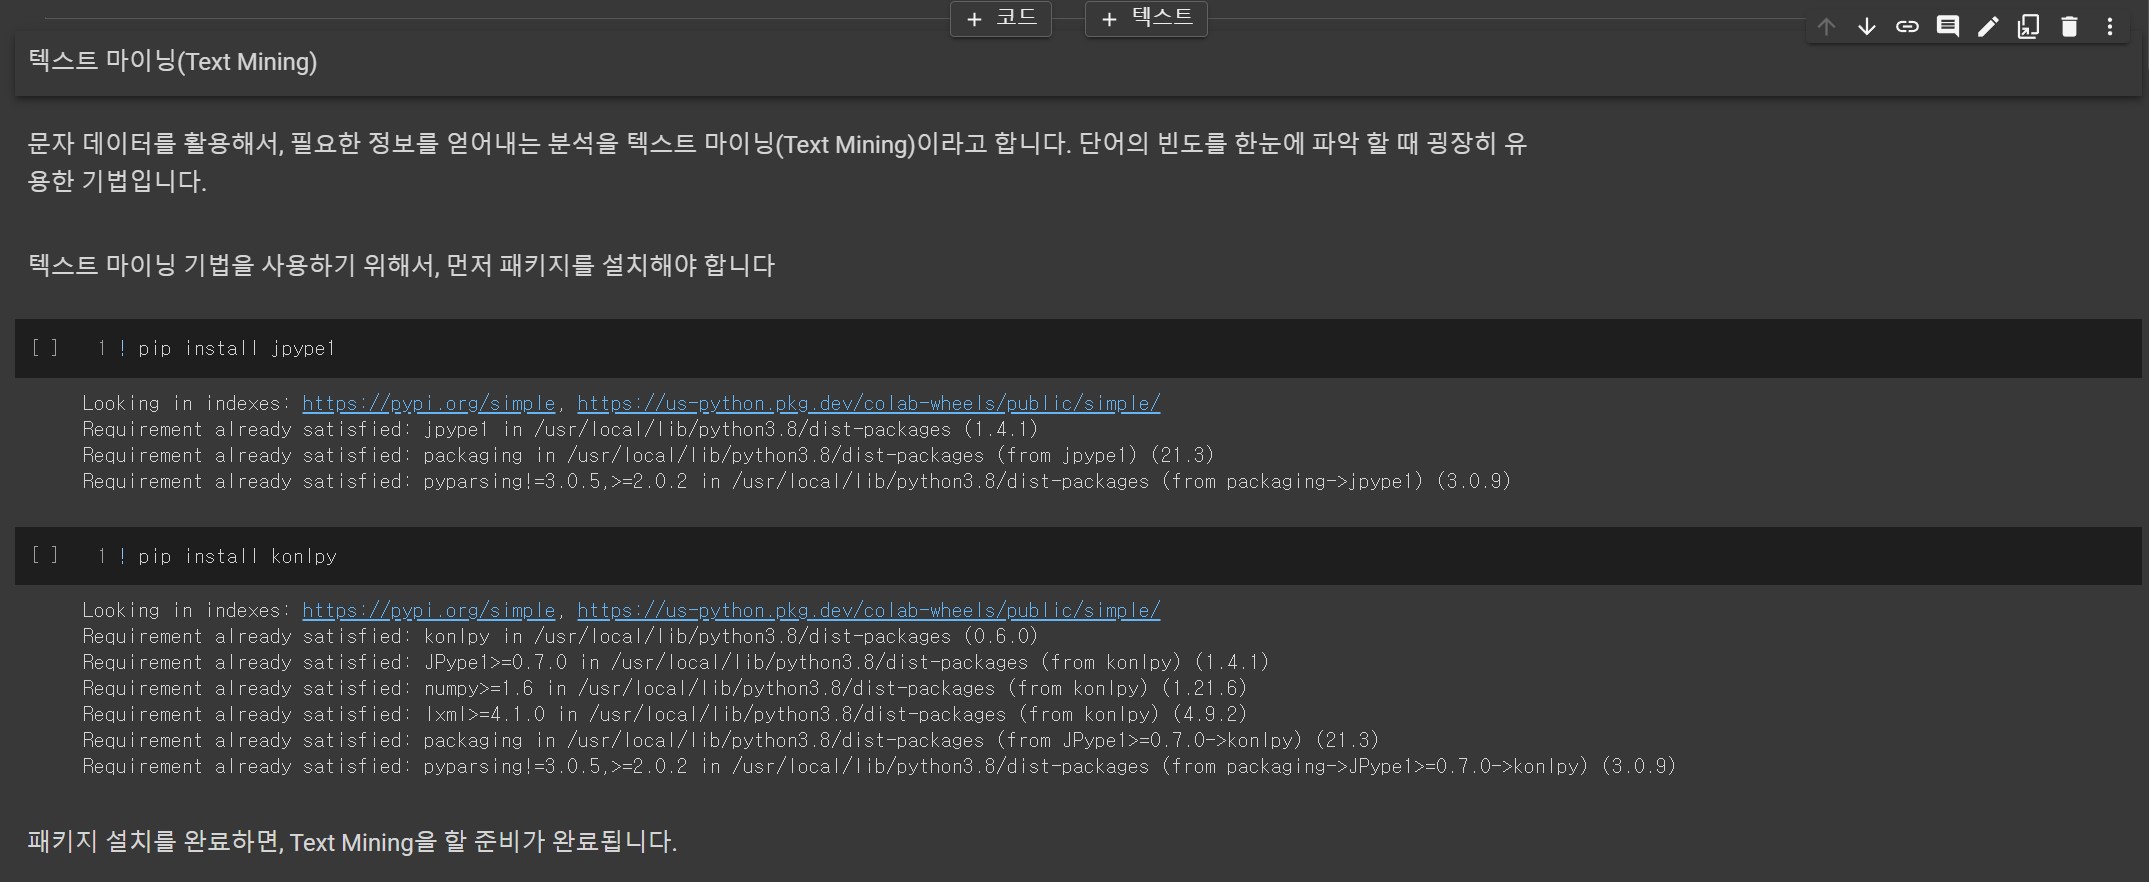 + 코드 + 텍스트
텍스트 마이닝(Text Mining)
문자 데이터를 활용해서, 필요한 정보를 얻어내는 분석을 텍스트 마이닝(Text Mining)이라고 합니다. 단어의 빈도를 한눈에 파악 할 때 굉장히 유
용한 기법입니다.
텍스트 마이닝 기법을 사용하기 위해서, 먼저 패키지를 설치해야 합니다
[ ] 1 ! pip install jpype1
Looking in indexes: https://pypi.org/simple, https://us-python.pkg.dev/colab-wheels/public/simple/
Requirement already satisfied: jpype1 in /usr/local/lib/python3.8/dist-packages (1.4.1)
Requirement already satisfied: packaging in /usr/local/lib/python3.8/dist-packages (from jpype1) (21.3)
Requirement already satisfied: pyparsing!=3.0.5,>=2.0.2 in /usr/local/lib/python3.8/dist-packages (from packaging->jpype1) (3.0.9)
[ ] 1 ! pip install konlpy
Looking in indexes: https://pypi.org/simple, https://us-python.pkg.dev/colab-wheels/public/simple/
Requirement already satisfied: konlpy in /usr/local/lib/python3.8/dist-packages (0.6.0)
Requirement already satisfied: JPype1>=0.7.0 in /usr/local/lib/python3.8/dist-packages (from konlpy) (1.4.1)
Requirement already satisfied: numpy>=1.6 in /usr/local/lib/python3.8/dist-packages (from konlpy) (1.21.6)
Requirement already satisfied: lxml>=4.1.0 in /usr/local/lib/python3.8/dist-packages (from konlpy) (4.9.2)
Requirement already satisfied: packaging in /usr/local/lib/python3.8/dist-packages (from JPype1>=0.7.0->konlpy) (21.3)
Requirement already satisfied: pyparsing!=3.0.5,>=2.0.2 in /usr/local/lib/python3.8/dist-packages (from packaging->JPype1>=0.7.0->konlpy) (3.0.9)
패키지 설치를 완료하면, Text Mining을 할 준비가 완료됩니다.